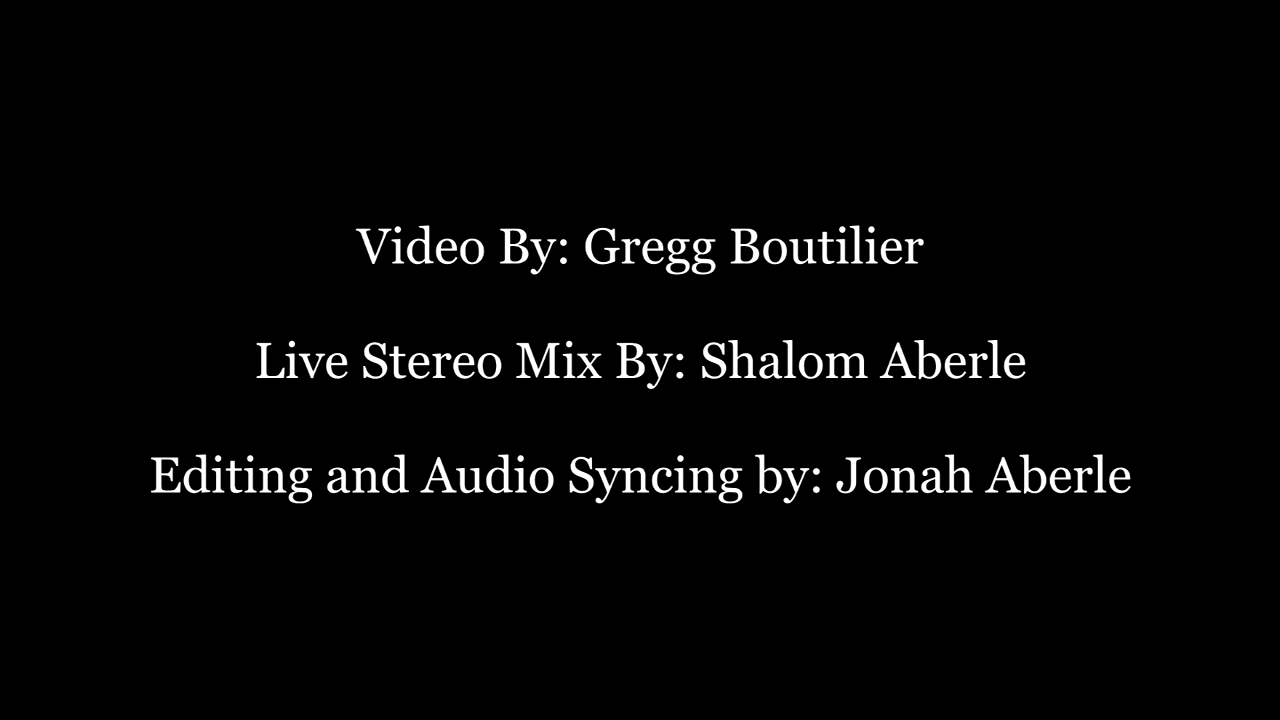 Video By: Gregg Boutilier
Live Stereo Mix By: Shalom Aberle
Editing and Audio Syncing by: Jonah Aberle